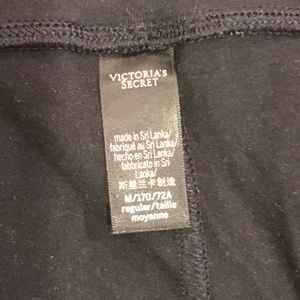 VICTORIA'S
SECRET
made in Sri Lanka/
fabriqué au Sri Lanka/
hecho en Sri Lanka/
fabbricato in Sri
Lanka/
斯里兰卡制造
M/170/72A
regular/taille
moyenne